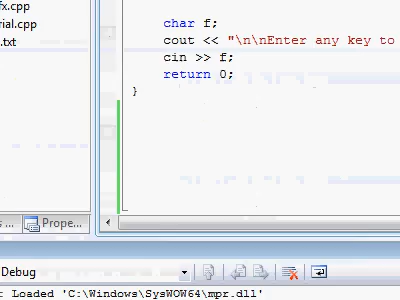 fx.cpp
rial.cpp
.txt
char f;
cout << "\n\nEnter any key to
cin >> f;
return 0;
}
s ... Prope...
Debug
: Loaded 'C:\Windows\SysWOW64\mpr.dll'